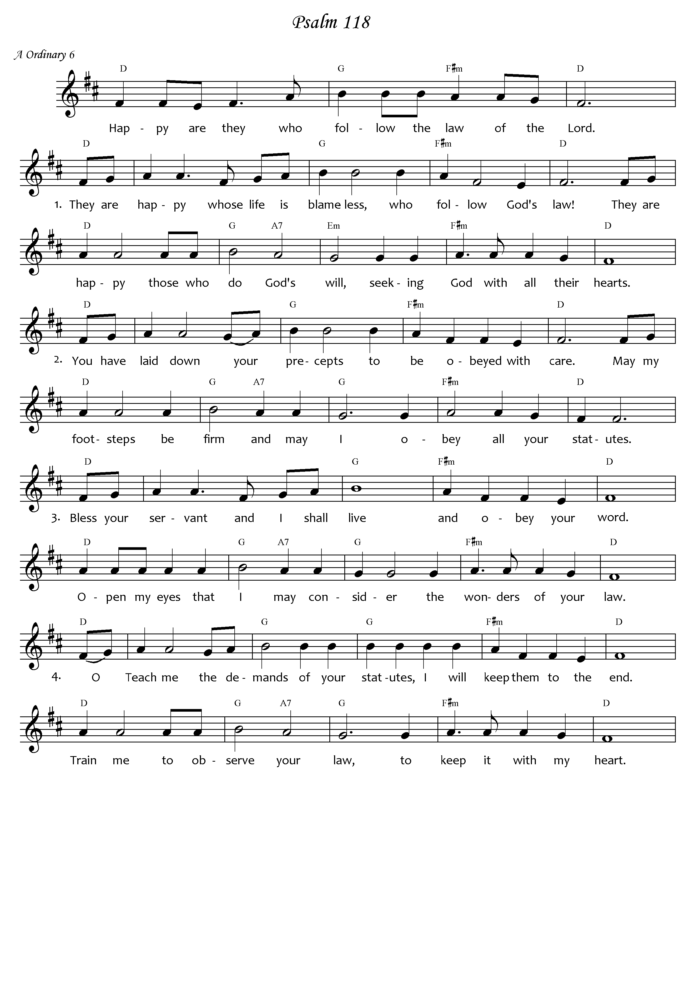 Psalm 118
A Ordinary 6
D G F#m D
Hap - py are they who fol - low the law of the Lord.
D G F#m D
1. They are hap - py whose life is blame less, who fol - low God's law! They are
D G A7 Em F#m D
hap - py those who do God's will, seek - ing God with all their hearts.
D G F#m D
2. You have laid down your pre - cepts to be o - beyed with care. May my
D G A7 G F#m D
foot - steps be firm and may I o - bey all your stat - utes.
D G F#m D
3. Bless your ser - vant and I shall live and o - bey your word.
D G A7 G F#m D
O - pen my eyes that I may con - sid - er the won - ders of your law.
D G G F#m D
4. O Teach me the de - mands of your stat - utes, I will keep them to the end.
D G A7 G F#m D
Train me to ob - serve your law, to keep it with my heart.